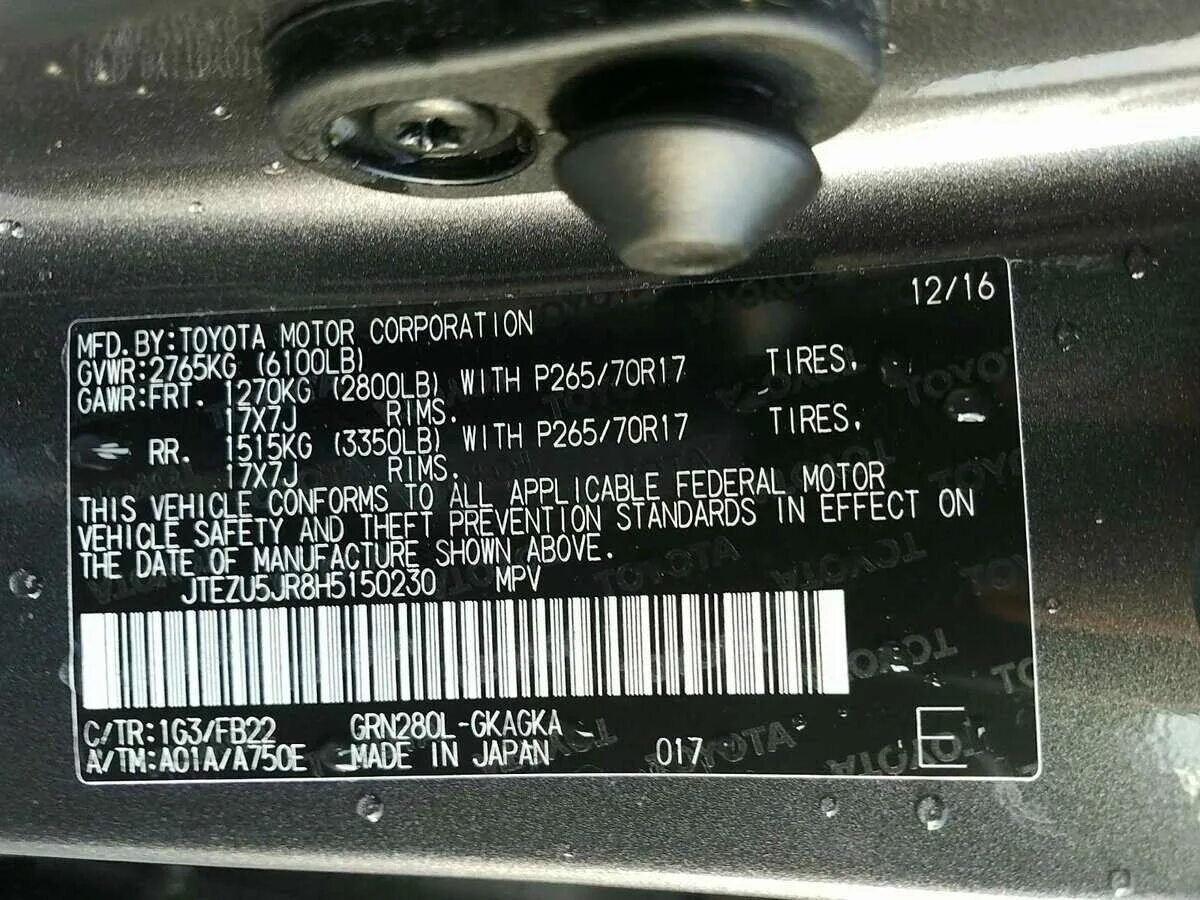 12/16
MFD. BY: TOYOTA MOTOR CORPORATION
GVWR: 2765KG (6100LB)
GAWR: FRT. 1270KG (2800LB) WITH P265/70R17 TIRES.
17X7J RIMS.
RR. 1515KG (3350LB) WITH P265/70R17 TIRES.
17X7J RIMS.
THIS VEHICLE CONFORMS TO ALL APPLICABLE FEDERAL MOTOR
VEHICLE SAFETY AND THEFT PREVENTION STANDARDS IN EFFECT ON
THE DATE OF MANUFACTURE SHOWN ABOVE.
JTEZU5JR8H5150230 MPV
C/TR: 1G3/FB22 GRN280L-GKAGKA
A/TM: A01A/A750E MADE IN JAPAN 017 E